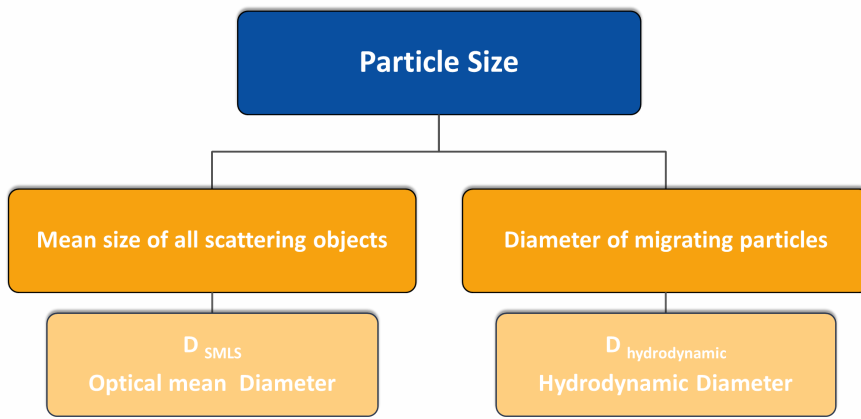 Particle Size
Mean size of all scattering objects
Diameter of migrating particles
D SMLS
Optical mean  Diameter
D hydrodynamic
Hydrodynamic Diameter